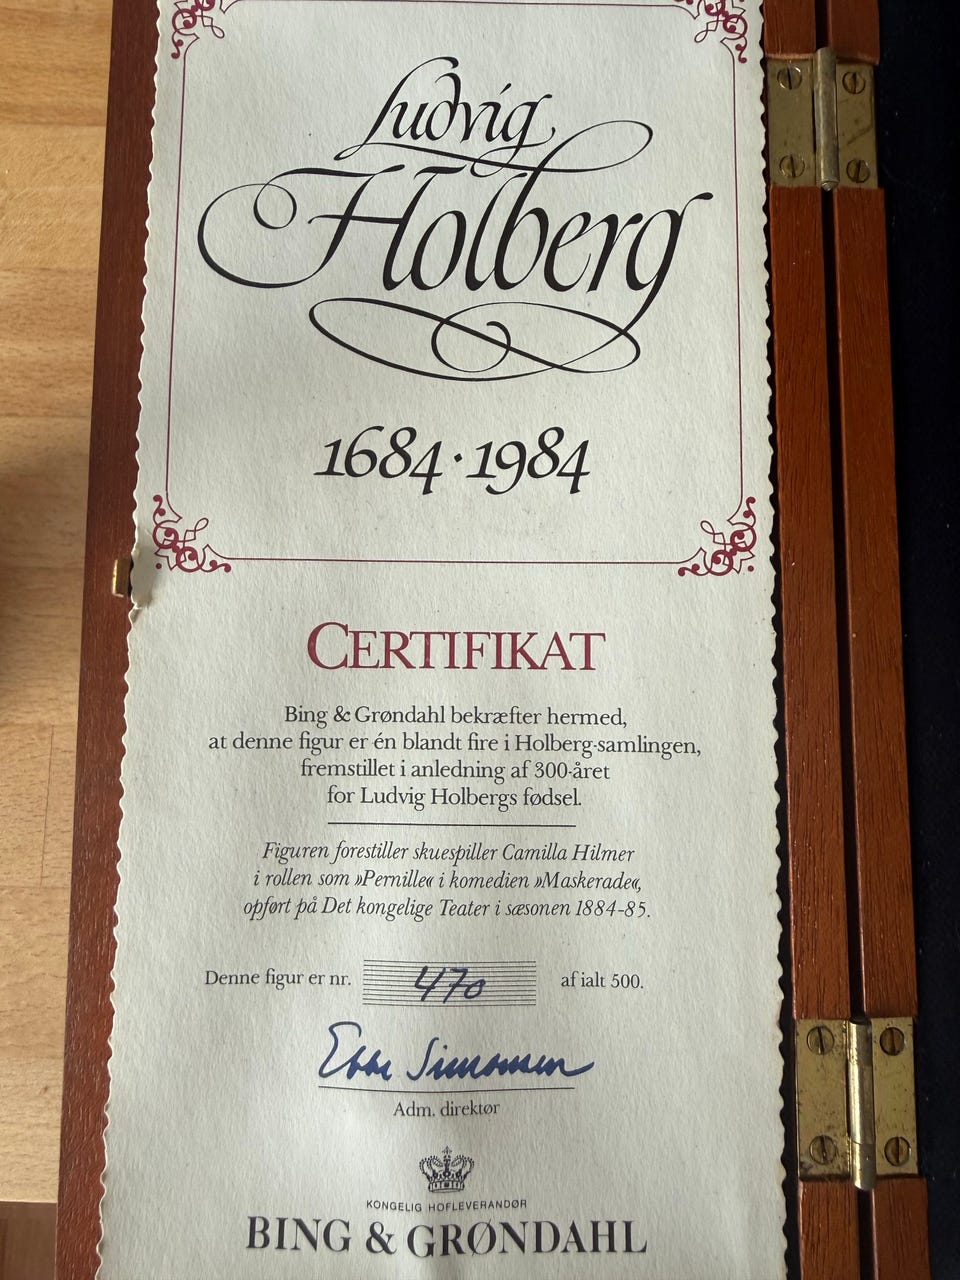 Ludvig
Holberg
1684·1984
CERTIFIKAT
Bing & Grøndahl bekræfter hermed,
at denne figur er én blandt fire i Holberg-samlingen,
fremstillet i anledning af 300-året
for Ludvig Holbergs fødsel.
Figuren forestiller skuespiller Camilla Hilmer
i rollen som »Pernille« i komedien »Maskerade«,
opført på Det kongelige Teater i sæsonen 1884-85.
Denne figur er nr. 470 af ialt 500.
Ebbe Simonsen
Adm. direktør
KONGELIG HOFLEVERANDØR
BING & GRØNDAHL